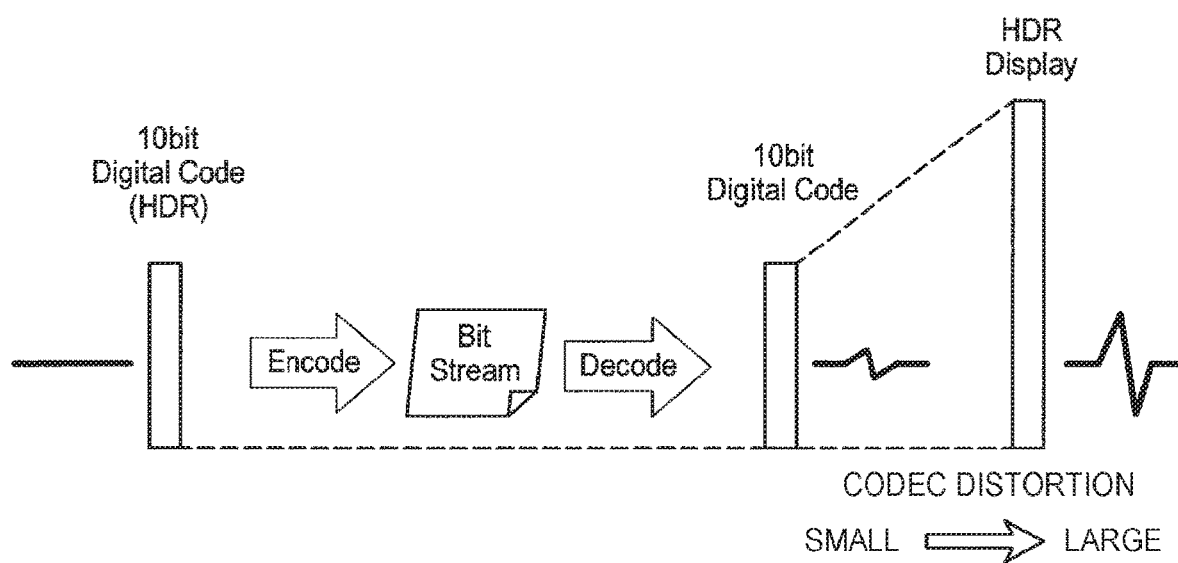 HDR
Display
10bit
Digital Code
(HDR)
10bit
Digital Code
Encode
Bit
Stream
Decode
CODEC DISTORTION
SMALL
LARGE